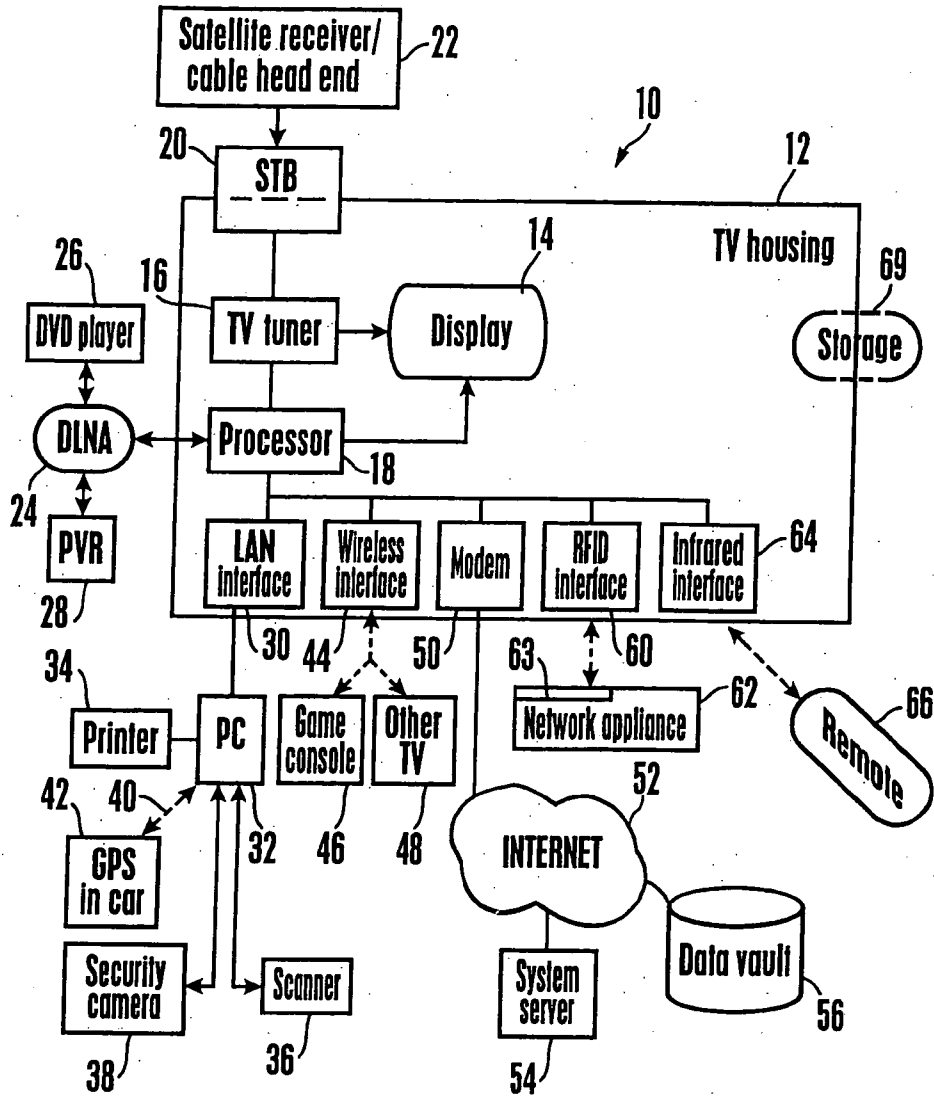 Satellite receiver/
cable head end
22
10
20
STB
12
TV housing
14
26
16
69
DVD player
TV tuner
Display
Storage
DLNA
Processor
18
24
PVR
28
LAN
interface
Wireless
interface
Modem
RFID
interface
Infrared
interface
64
30
44
50
60
63
34
62
66
Printer
PC
Game
console
Other
TV
Network appliance
Remote
42
40
32
46
48
52
GPS
in car
INTERNET
Security
camera
Scanner
System
server
Data vault
38
36
54
56